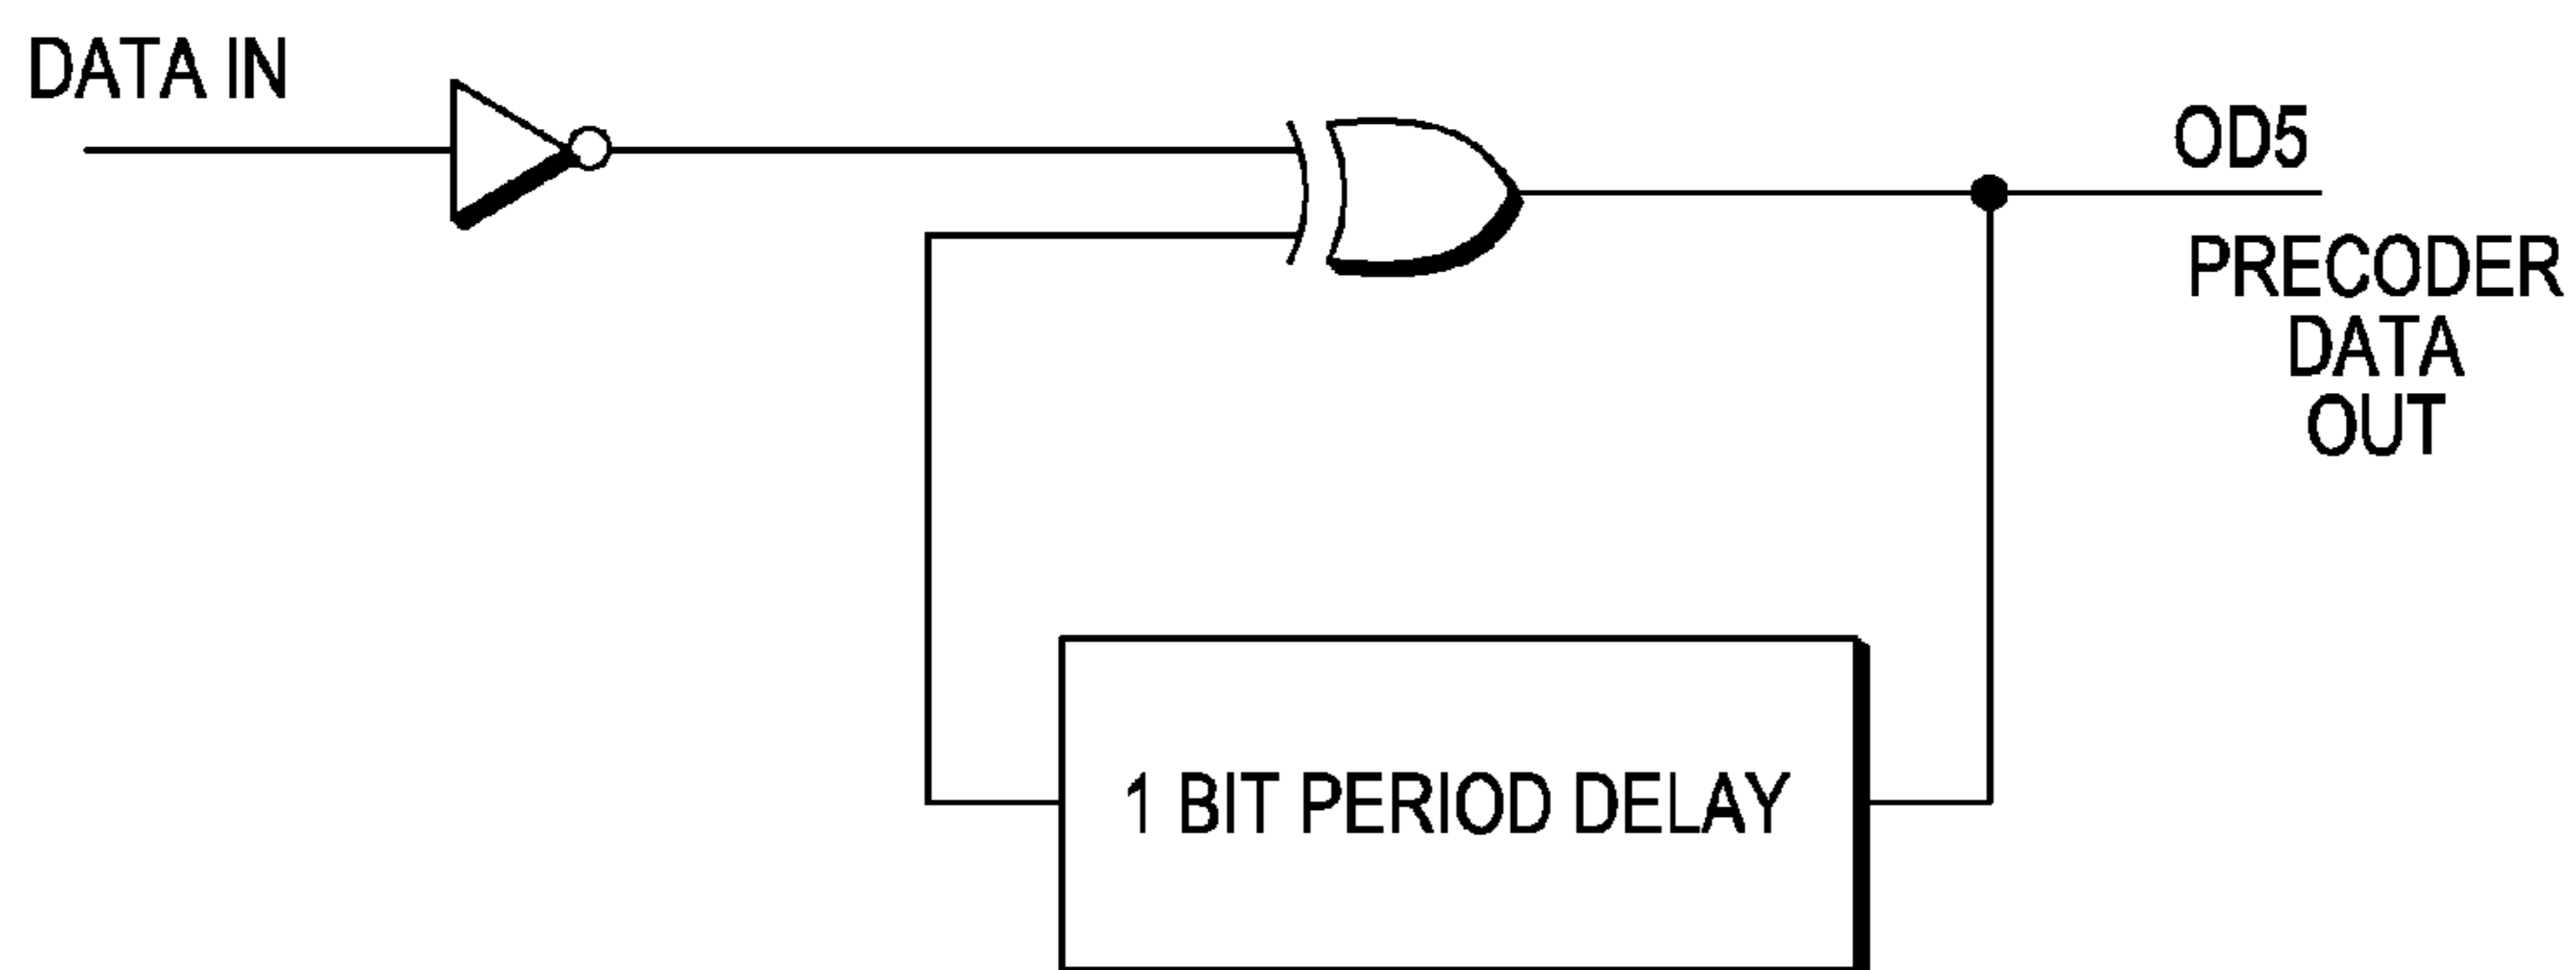 DATA IN
OD5
PRECODER
DATA
OUT
1 BIT PERIOD DELAY